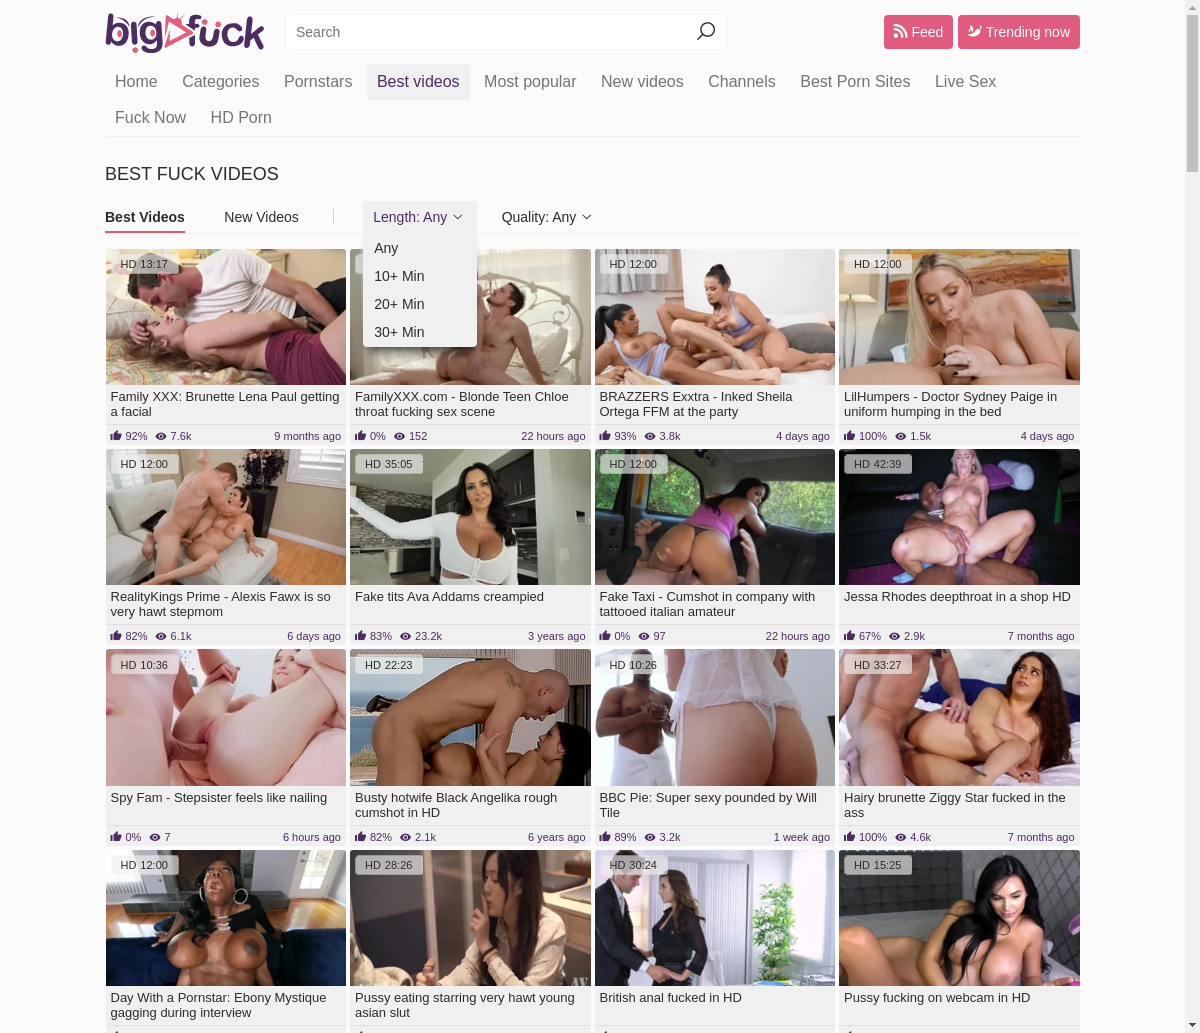 bigfuck
Search
Feed
Trending now
Home Categories Pornstars Best videos Most popular New videos Channels Best Porn Sites Live Sex
Fuck Now HD Porn
BEST FUCK VIDEOS
Best Videos New Videos Length: Any Quality: Any
Any
10+ Min
20+ Min
30+ Min
HD 13:17
Family XXX: Brunette Lena Paul getting
a facial
92% 7.6k 9 months ago
FamilyXXX.com - Blonde Teen Chloe
throat fucking sex scene
0% 152 22 hours ago
HD 12:00
BRAZZERS Exxtra - Inked Sheila
Ortega FFM at the party
93% 3.8k 4 days ago
HD 12:00
LilHumpers - Doctor Sydney Paige in
uniform humping in the bed
100% 1.5k 4 days ago
HD 12:00
RealityKings Prime - Alexis Fawx is so
very hawt stepmom
82% 6.1k 6 days ago
HD 35:05
Fake tits Ava Addams creampied
83% 23.2k 3 years ago
HD 12:00
Fake Taxi - Cumshot in company with
tattooed italian amateur
0% 97 22 hours ago
HD 42:39
Jessa Rhodes deepthroat in a shop HD
67% 2.9k 7 months ago
HD 10:36
Spy Fam - Stepsister feels like nailing
0% 7 6 hours ago
HD 22:23
Busty hotwife Black Angelika rough
cumshot in HD
82% 2.1k 6 years ago
HD 10:26
BBC Pie: Super sexy pounded by Will
Tile
89% 3.2k 1 week ago
HD 33:27
Hairy brunette Ziggy Star fucked in the
ass
100% 4.6k 7 months ago
HD 12:00
Day With a Pornstar: Ebony Mystique
gagging during interview
HD 28:26
AV
Pussy eating starring very hawt young
asian slut
HD 30:24
British anal fucked in HD
HD 15:25
Pussy fucking on webcam in HD